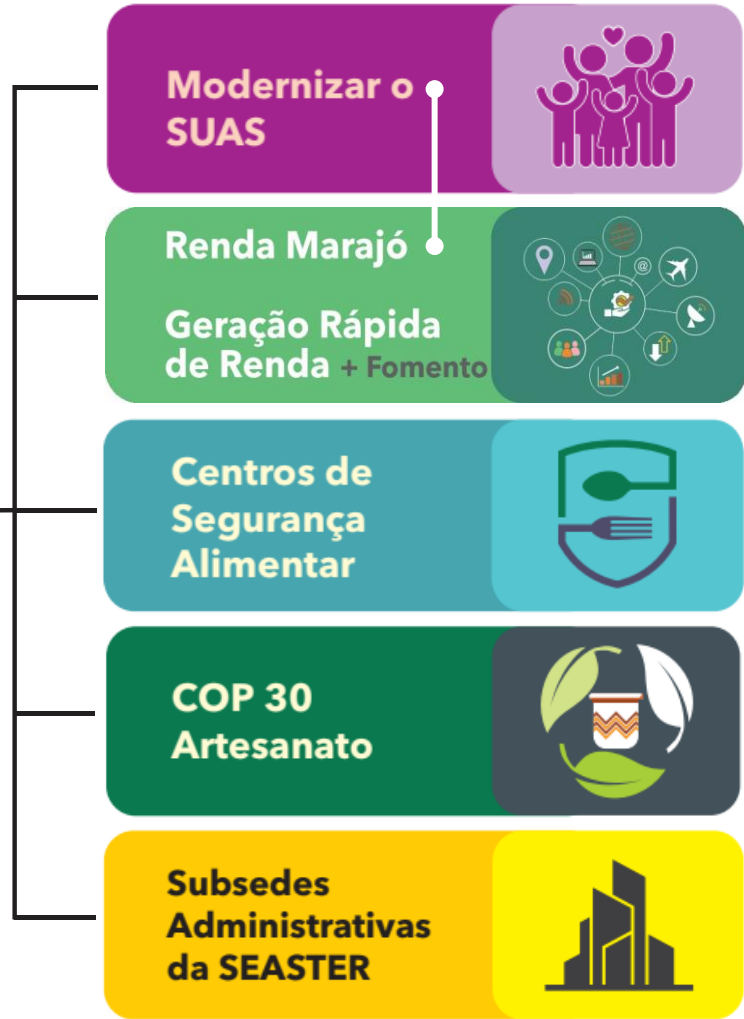 Modernizar o
SUAS
Renda Marajó
Geração Rápida
de Renda + Fomento
@
Centros de
Segurança
Alimentar
COP 30
Artesanato
Subsedes
Administrativas
da SEASTER